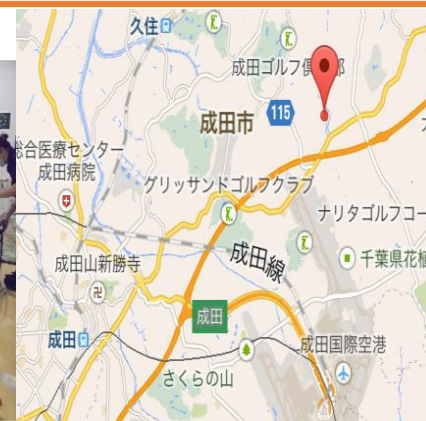 久住
成田ゴルフ倶部
115
成田市
総合医療センター
成田病院
グリッサンドゴルフクラブ
ナリタゴルフコー
成田線
千葉県花植
成田山新勝寺
成田
成田
成田国際空港
さくらの山